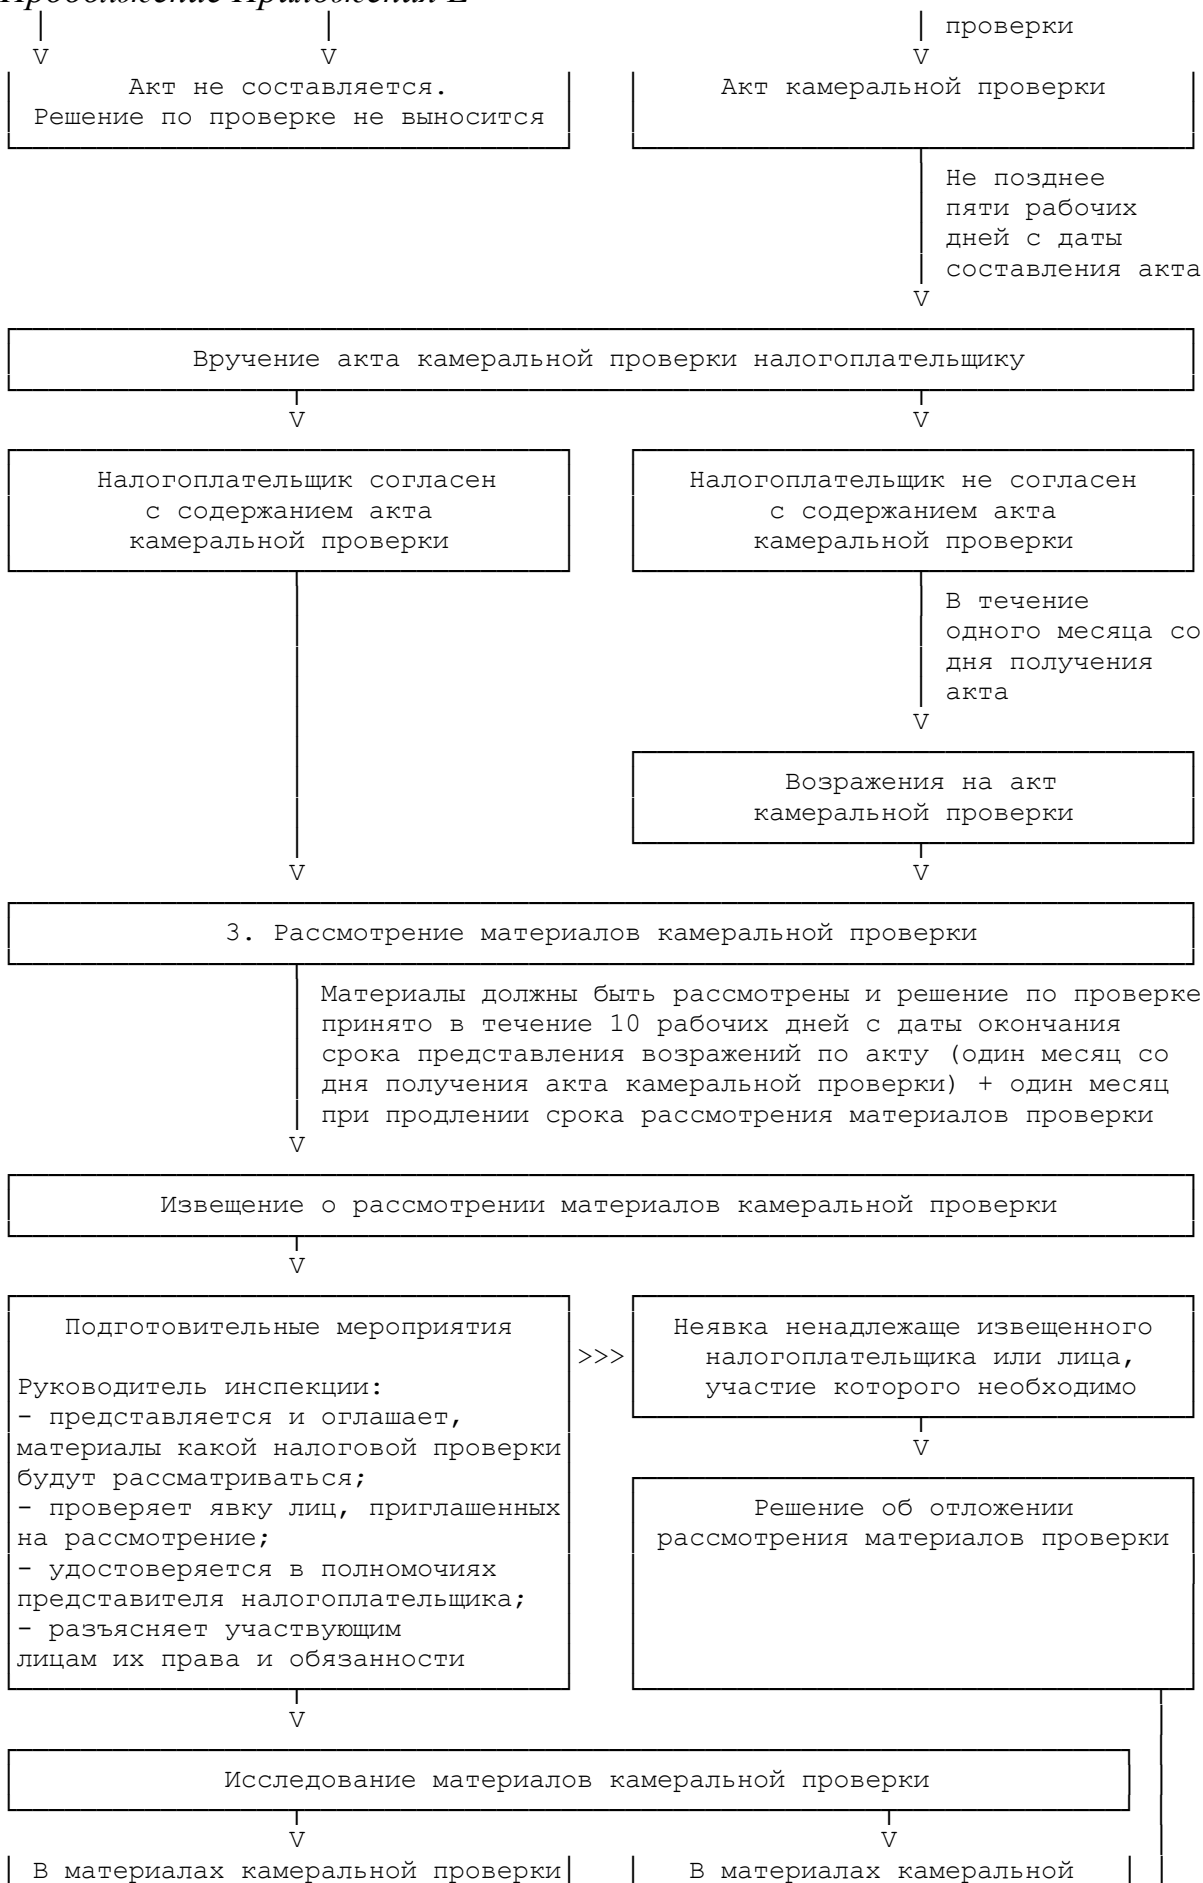 Продолжение Приложения Е
проверки
V V V
Акт не составляется.
Решение по проверке не выносится
Акт камеральной проверки
Не позднее
пяти рабочих
дней с даты
составления акта
V
Вручение акта камеральной проверки налогоплательщику
V V
Налогоплательщик согласен
с содержанием акта
камеральной проверки
Налогоплательщик не согласен
с содержанием акта
камеральной проверки
В течение
одного месяца со
дня получения
акта
V
Возражения на акт
камеральной проверки
V V
3. Рассмотрение материалов камеральной проверки
Материалы должны быть рассмотрены и решение по проверке
принято в течение 10 рабочих дней с даты окончания
срока представления возражений по акту (один месяц со
дня получения акта камеральной проверки) + один месяц
при продлении срока рассмотрения материалов проверки
V
Извещение о рассмотрении материалов камеральной проверки
V
Подготовительные мероприятия
Руководитель инспекции:
- представляется и оглашает,
материалы какой налоговой проверки
будут рассматриваться;
- проверяет явку лиц, приглашенных
на рассмотрение;
- удостоверяется в полномочиях
представителя налогоплательщика;
- разъясняет участвующим
лицам их права и обязанности
>>>
Неявка ненадлежаще извещенного
налогоплательщика или лица,
участие которого необходимо
V
Решение об отложении
рассмотрения материалов проверки
V
Исследование материалов камеральной проверки
V V
В материалах камеральной проверки
В материалах камеральной